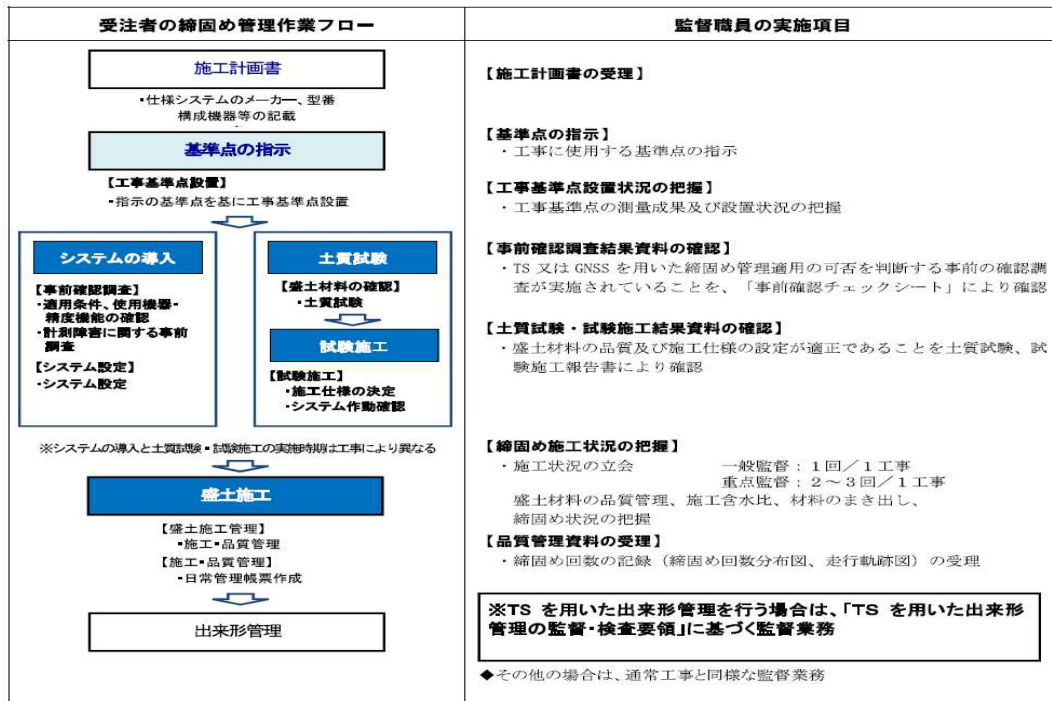 受注者の締固め管理作業フロー
施工計画書
・仕様システムのメーカー、型番
構成機器等の記載
基準点の指示
【工事基準点設置】
・指示の基準点を基に工事基準点設置
システムの導入
【事前確認調査】
・適用条件、使用機器・
精度機能の確認
・計測障害に関する事前
調査
【システム設定】
・システム設定
土質試験
【盛土材料の確認】
・土質試験
試験施工
【試験施工】
・施工仕様の決定
・システム作動確認
※システムの導入と土質試験・試験施工の実施時期は工事により異なる
盛土施工
【盛土施工管理】
・施工・品質管理
【施工・品質管理】
・日常管理帳票作成
出来形管理
監督職員の実施項目
【施工計画書の受理】
【基準点の指示】
・工事に使用する基準点の指示
【工事基準点設置状況の把握】
・工事基準点の測量成果及び設置状況の把握
【事前確認調査結果資料の確認】
・TS 又は GNSS を用いた締固め管理適用の可否を判断する事前の確認調
査が実施されていることを、「事前確認チェックシート」により確認
【土質試験・試験施工結果資料の確認】
・盛土材料の品質及び施工仕様の設定が適正であることを土質試験、試
験施工報告書により確認
【締固め施工状況の把握】
・施工状況の立会 一般監督：１回／１工事
重点監督：２～３回／１工事
盛土材料の品質管理、施工含水比、材料のまき出し、
締固め状況の把握
【品質管理資料の受理】
・締固め回数の記録（締固め回数分布図、走行軌跡図）の受理
※TS を用いた出来形管理を行う場合は、「TS を用いた出来形
管理の監督・検査要領」に基づく監督業務
◆その他の場合は、通常工事と同様な監督業務